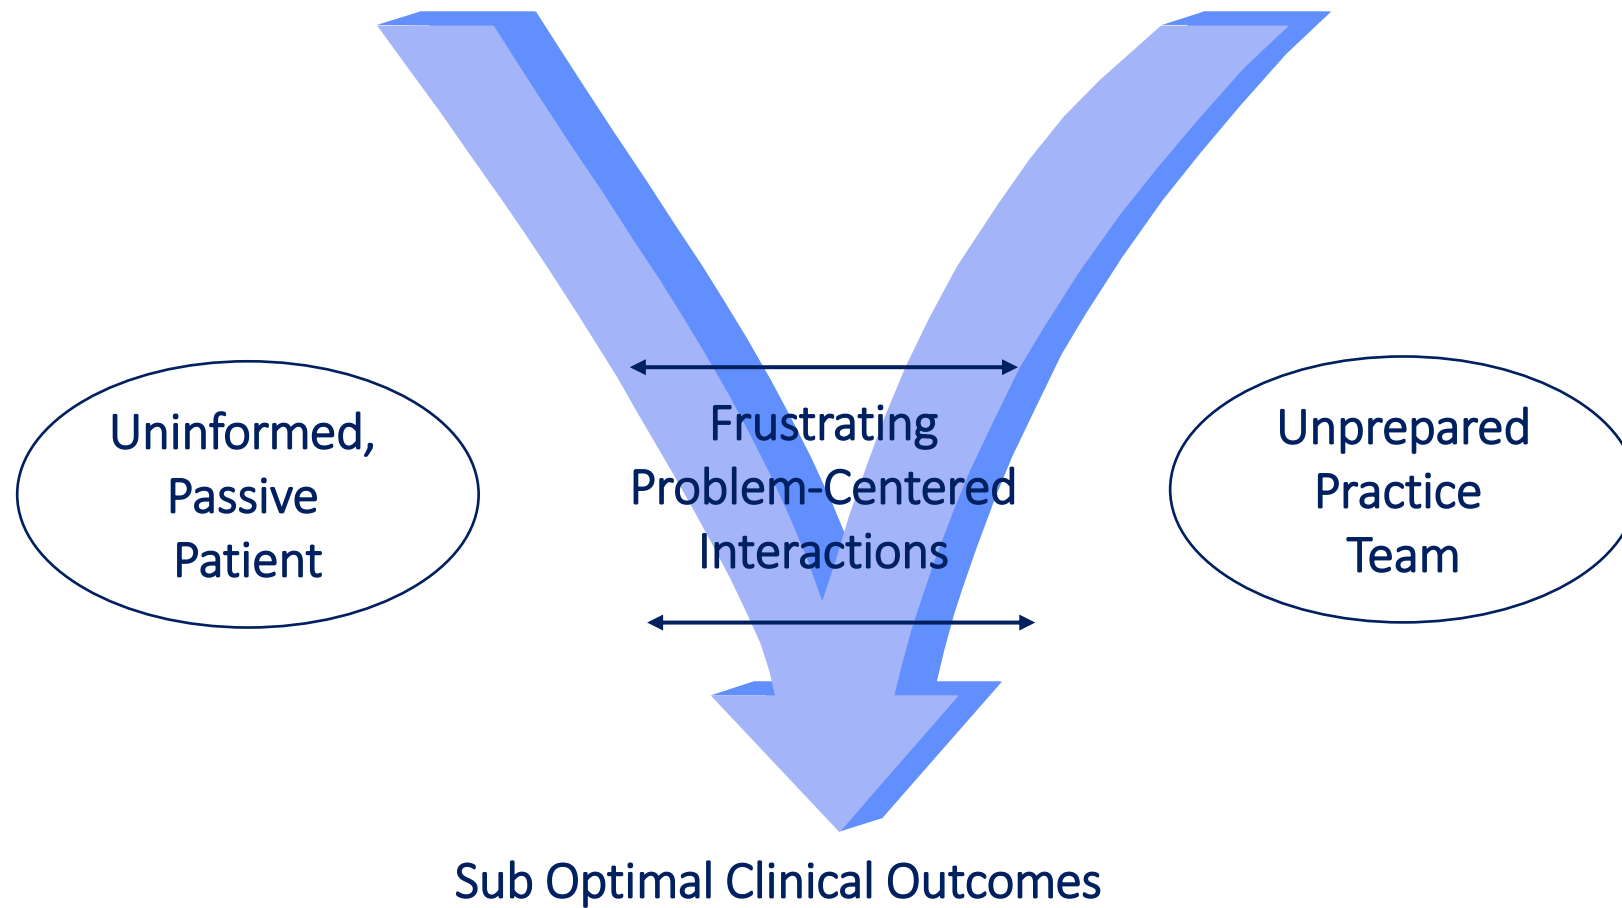 Uninformed,
Passive
Patient
Frustrating
Problem-Centered
Interactions
Unprepared
Practice
Team
Sub Optimal Clinical Outcomes